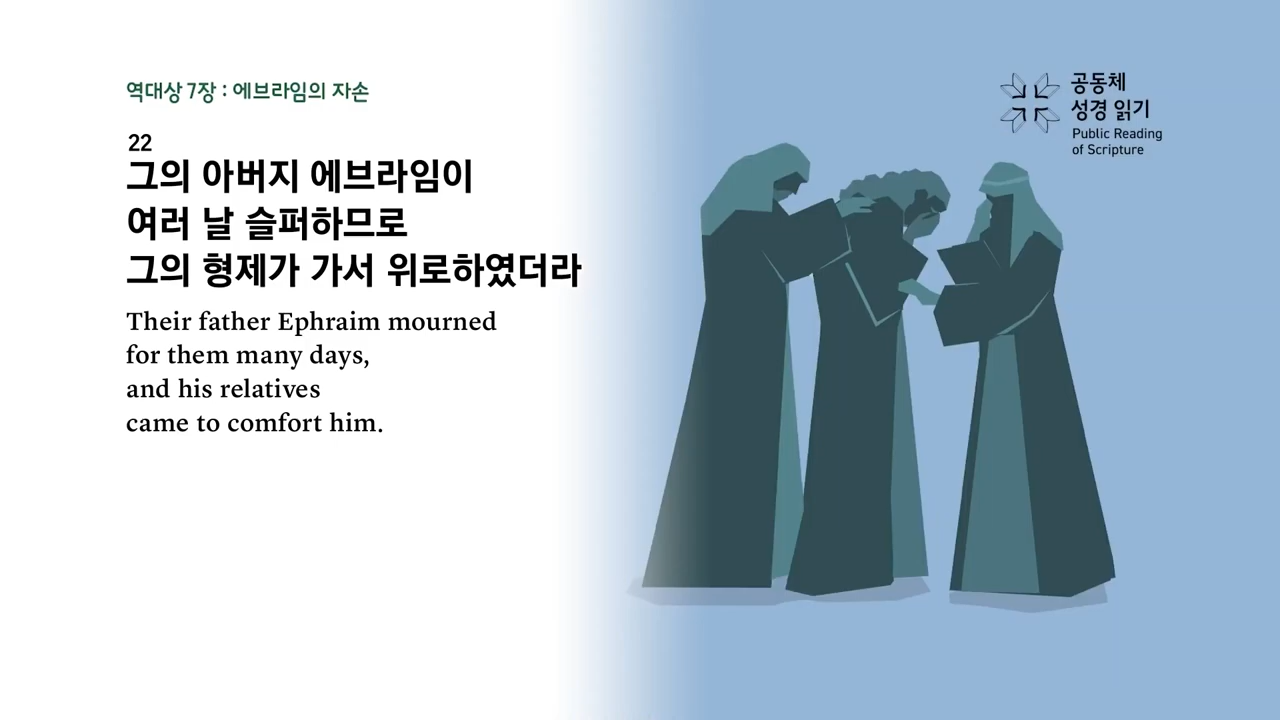 역대상 7장 : 에브라임의 자손
22
그의 아버지 에브라임이
여러 날 슬퍼하므로
그의 형제가 가서 위로하였더라
Their father Ephraim mourned
for them many days,
and his relatives
came to comfort him.
공동체
성경 읽기
Public Reading
of Scripture